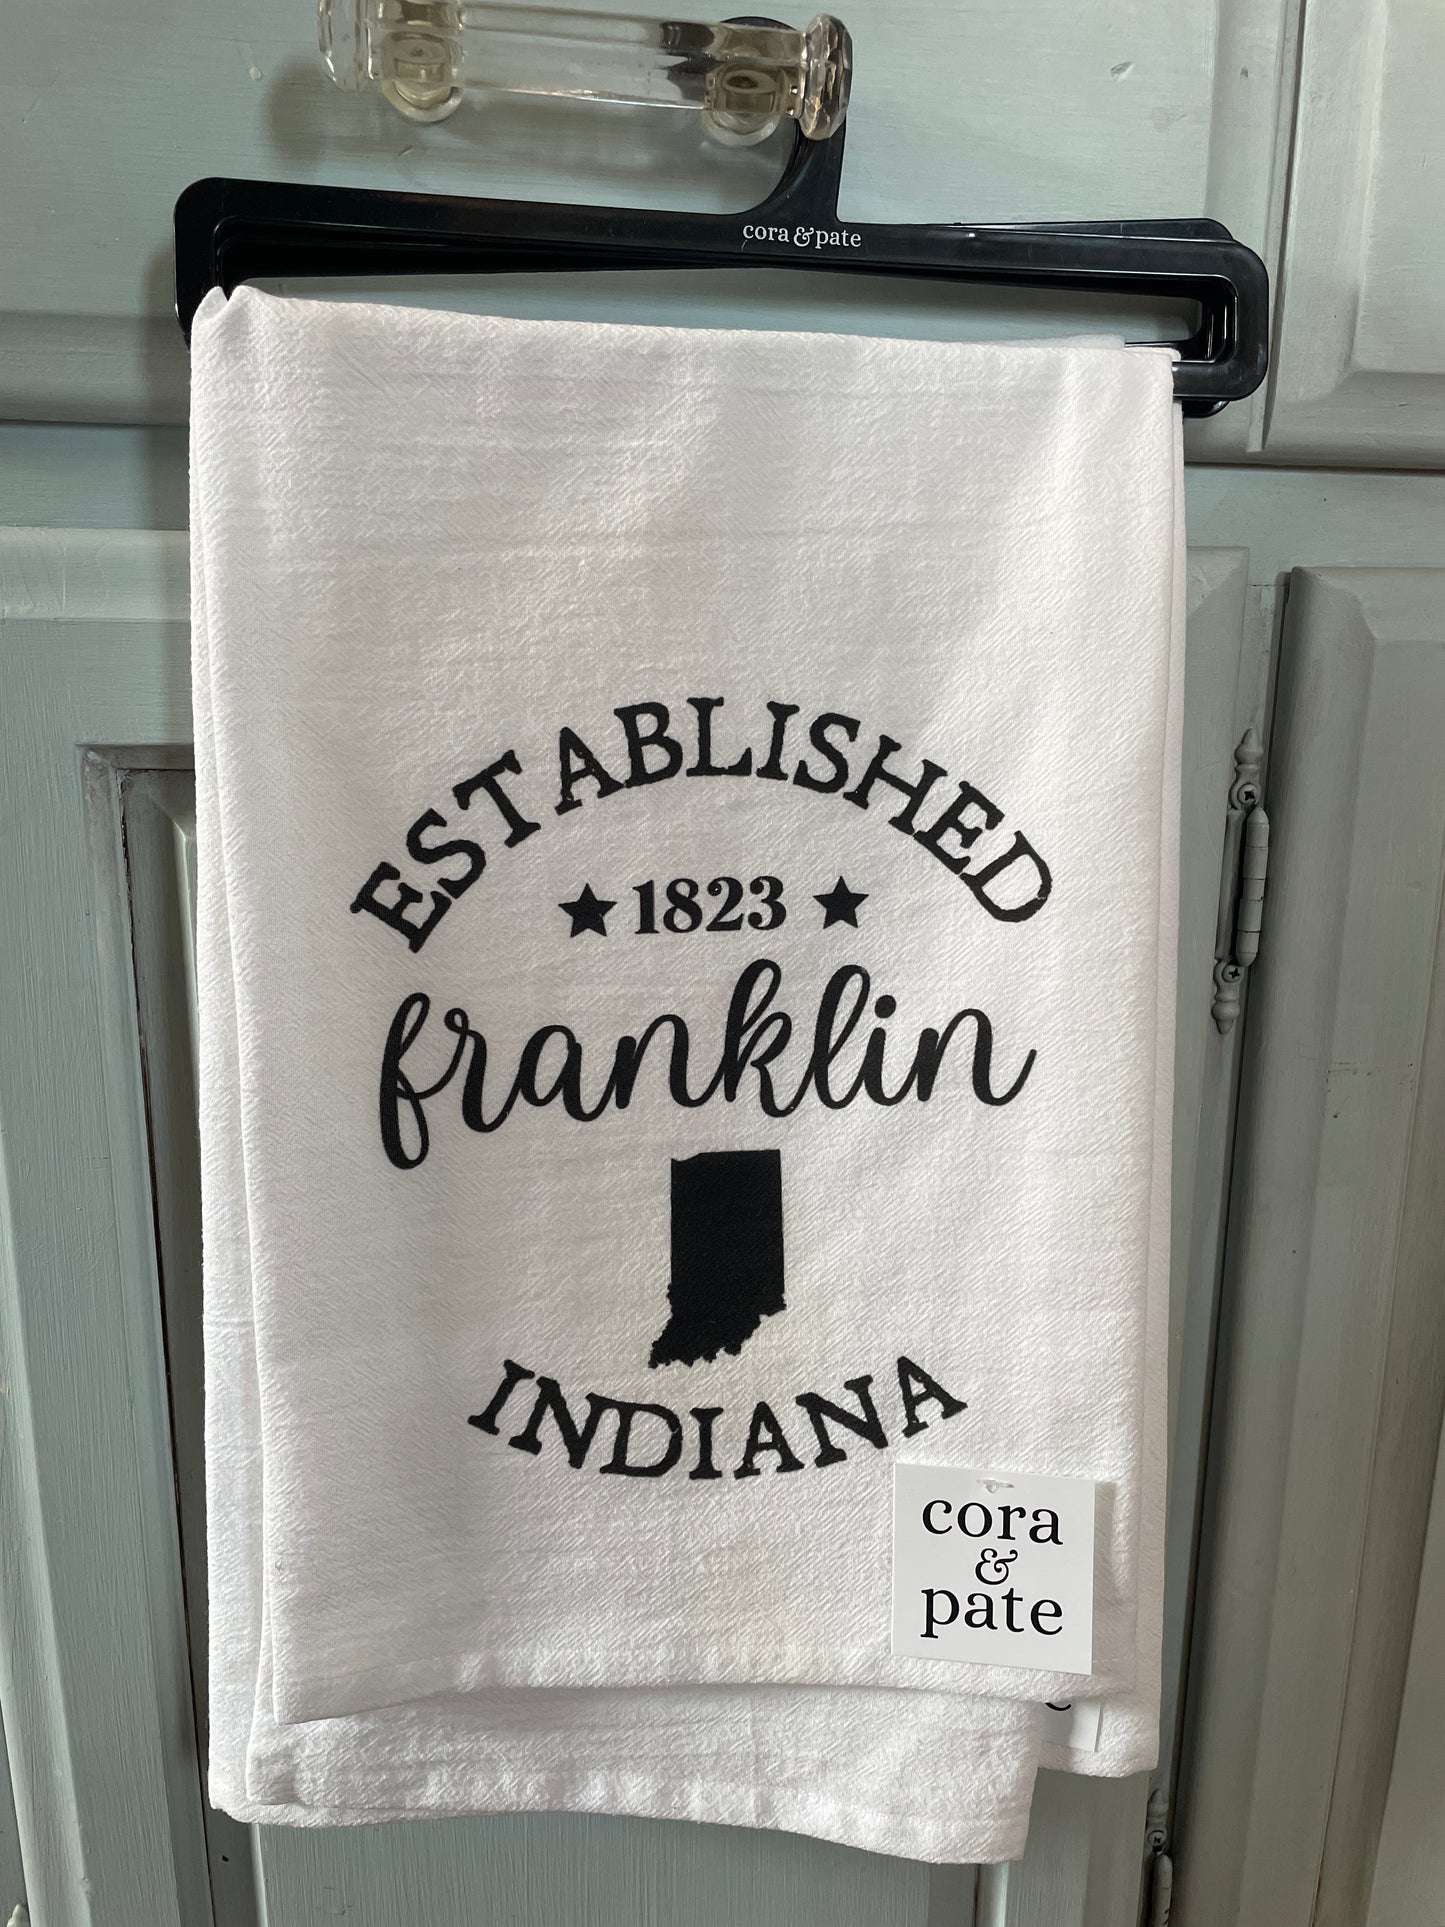 cora & pate
ESTABLISHED
★ 1823 ★
franklin
INDIANA
cora
&
pate